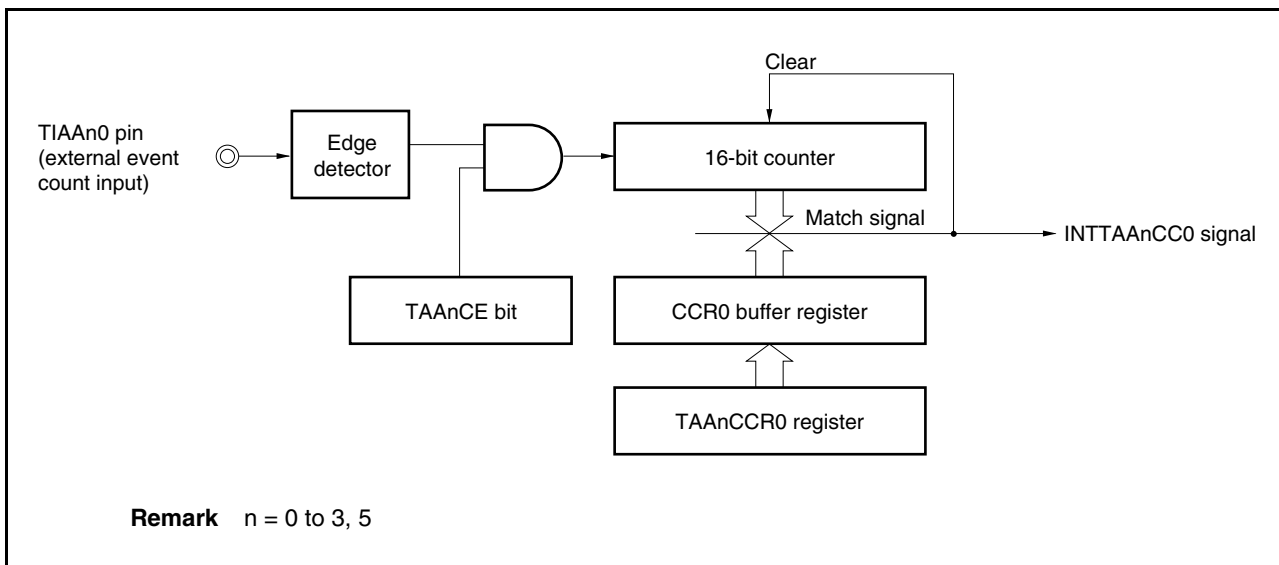 Clear
TIAAn0 pin
(external event
count input)
Edge
detector
16-bit counter
Match signal
INTTAAnCC0 signal
TAAnCE bit
CCR0 buffer register
TAAnCCR0 register
Remark n = 0 to 3, 5